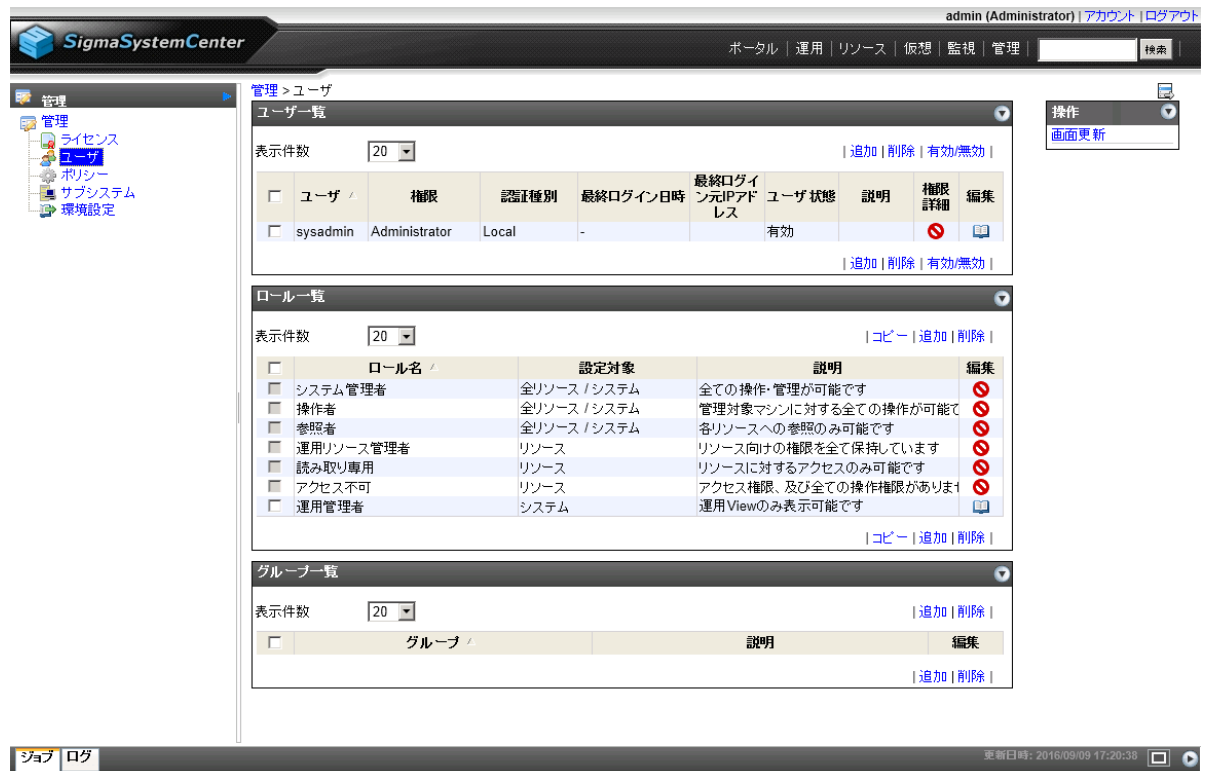 admin (Administrator) | アカウント | ログアウト
SigmaSystemCenter
ポータル | 運用 | リソース | 仮想 | 監視 | 管理 | 検索 |
管理
管理
ライセンス
ユーザ
ポリシー
サブシステム
環境設定
管理 > ユーザ
ユーザ一覧
表示件数 20 | 追加 | 削除 | 有効/無効 |
ユーザ 権限 認証種別 最終ログイン日時 最終ログイン元IPアドレス ユーザ状態 説明 権限詳細 編集
sysadmin Administrator Local - 有効
| 追加 | 削除 | 有効/無効 |
ロール一覧
表示件数 20 | コピー | 追加 | 削除 |
ロール名 設定対象 説明 編集
システム管理者 全リソース / システム 全ての操作・管理が可能です
操作者 全リソース / システム 管理対象マシンに対する全ての操作が可能で
参照者 全リソース / システム 各リソースへの参照のみ可能です
運用リソース管理者 リソース リソース向けの権限を全て保持しています
読み取り専用 リソース リソースに対するアクセスのみ可能です
アクセス不可 リソース アクセス権限、及び全ての操作権限がありま
運用管理者 システム 運用Viewのみ表示可能です
| コピー | 追加 | 削除 |
グループ一覧
表示件数 20 | 追加 | 削除 |
グループ 説明 編集
| 追加 | 削除 |
操作
画面更新
ジョブ ログ
更新日時: 2016/09/09 17:20:38